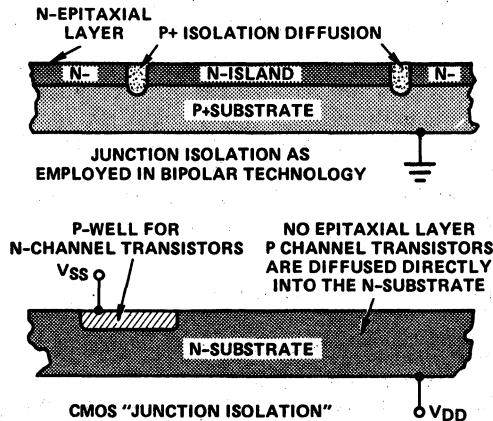 N-EPITAXIAL
LAYER
P+ ISOLATION DIFFUSION
N-
N-ISLAND
N-
P+SUBSTRATE
JUNCTION ISOLATION AS
EMPLOYED IN BIPOLAR TECHNOLOGY
P-WELL FOR
N-CHANNEL TRANSISTORS
VSS
NO EPITAXIAL LAYER
P CHANNEL TRANSISTORS
ARE DIFFUSED DIRECTLY
INTO THE N-SUBSTRATE
N-SUBSTRATE
CMOS "JUNCTION ISOLATION"
VDD